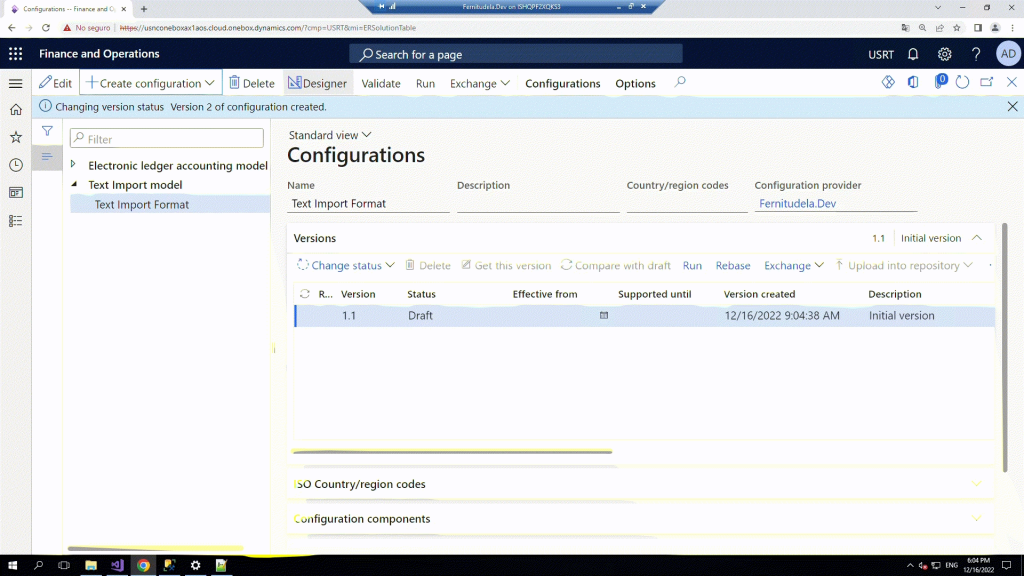 Fernitudela.Dev on ISHQPF2XQKS3
Configurations -- Finance and O
No seguro
https://usnconeboxax1aos.cloud.onebox.dynamics.com/?cmp=USRT&mi=ERSolutionTable
Finance and Operations
Search for a page
USRT
AD
Edit
Create configuration
Delete
Designer
Validate
Run
Exchange
Configurations
Options
0
Changing version status Version 2 of configuration created.
Filter
Electronic ledger accounting model
Text Import model
Text Import Format
Standard view
Configurations
Name
Description
Country/region codes
Configuration provider
Text Import Format
Fernitudela.Dev
Versions
1.1
Initial version
Change status
Delete
Get this version
Compare with draft
Run
Rebase
Exchange
Upload into repository
R...
Version
Status
Effective from
Supported until
Version created
Description
1.1
Draft
12/16/2022 9:04:38 AM
Initial version
ISO Country/region codes
Configuration components
ENG
6:04 PM
12/16/2022